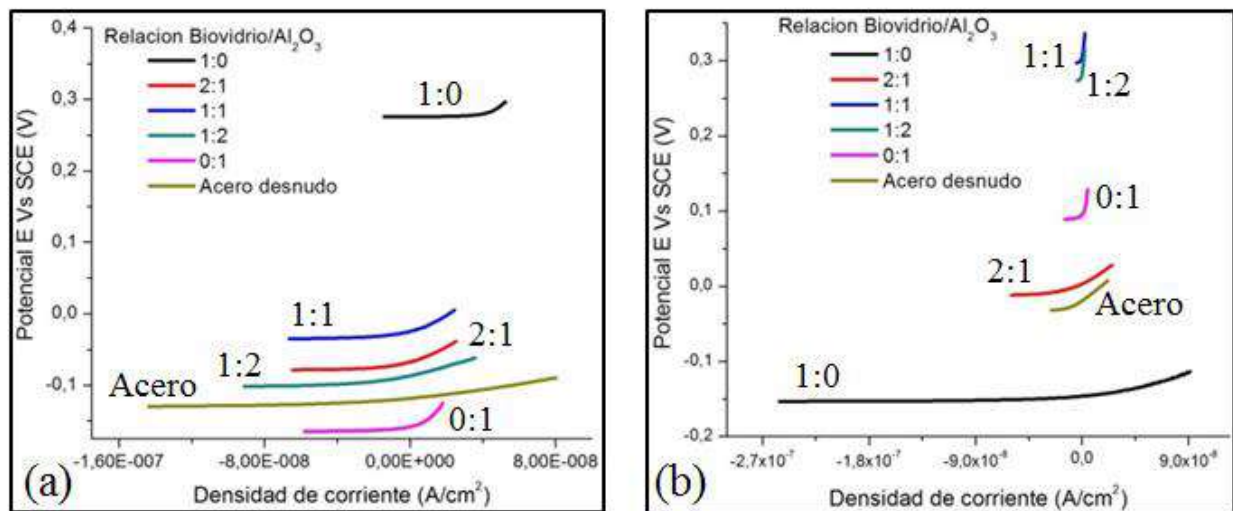 Relacion Biovidrio/Al₂O₃
1:0
2:1
1:1
1:2
0:1
Acero desnudo
1:0
1:1
2:1
1:2
Acero
0:1
0,4
0,3
0,2
0,1
0,0
-0,1
Potencial E Vs SCE (V)
-1,60E-007
-8,00E-008
0,00E+000
8,00E-008
Densidad de corriente (A/cm²)
(a)
Relacion Biovidrio/Al₂O₃
1:0
2:1
1:1
1:2
0:1
Acero desnudo
1:1
1:2
0:1
2:1
Acero
1:0
0,3
0,2
0,1
0,0
-0,1
-0,2
Potencial E Vs SCE (V)
-2,7x10⁻⁷
-1,8x10⁻⁷
-9,0x10⁻⁸
0,0
9,0x10⁻⁸
Densidad de corriente (A/cm²)
(b)